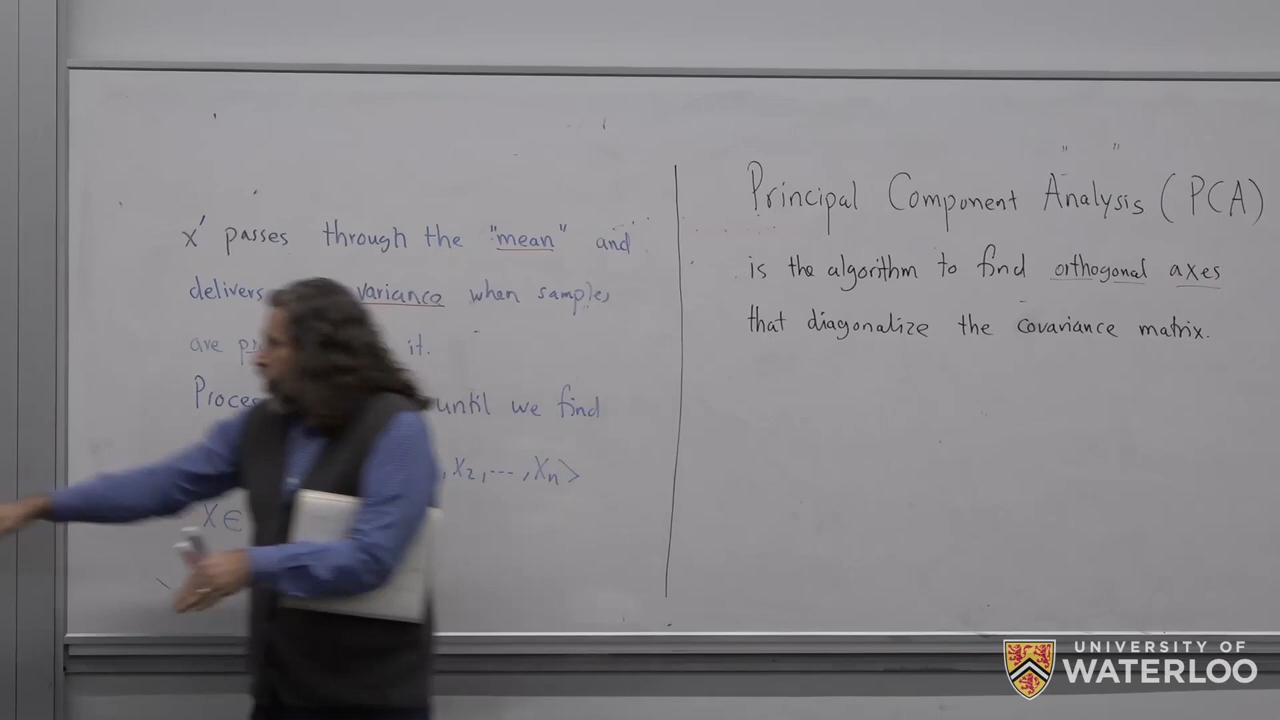 x' passes through the "mean" and
delivers variance when samples
are it.
until we find
, x₂, ---, xₙ>
X ∈
Principal Component Analysis (PCA)
is the algorithm to find orthogonal axes
that diagonalize the covariance matrix.
UNIVERSITY OF
WATERLOO